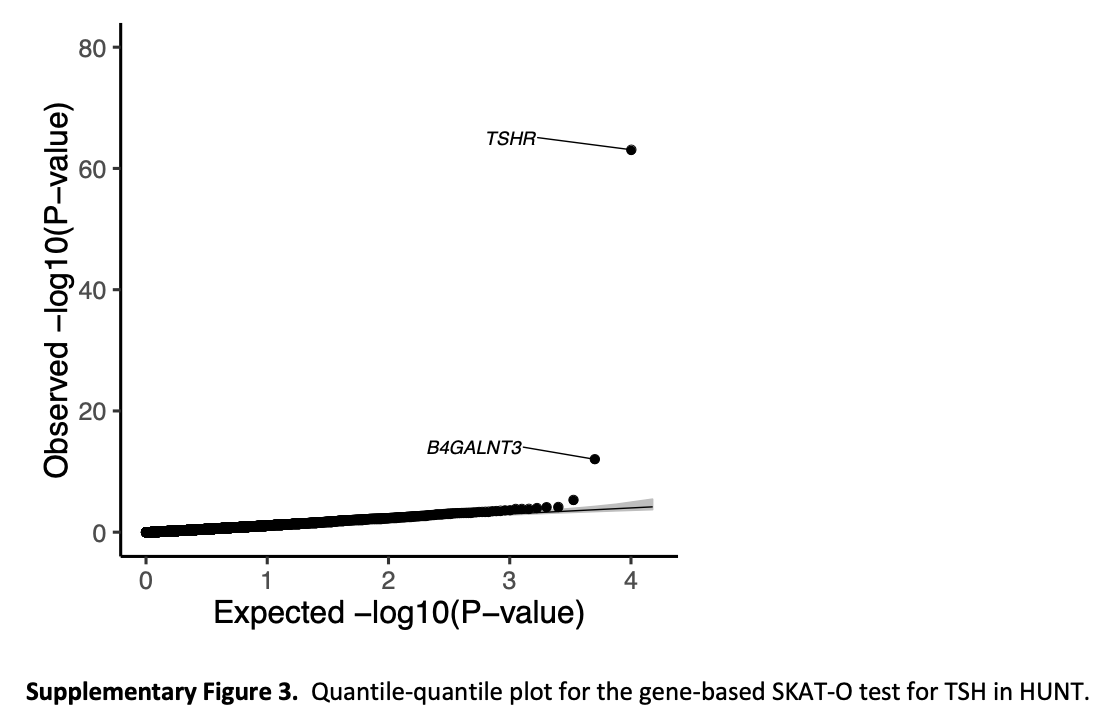 80
60
40
20
0
Observed −log10(P−value)
TSHR
B4GALNT3
0 1 2 3 4
Expected −log10(P−value)
Supplementary Figure 3. Quantile-quantile plot for the gene-based SKAT-O test for TSH in HUNT.